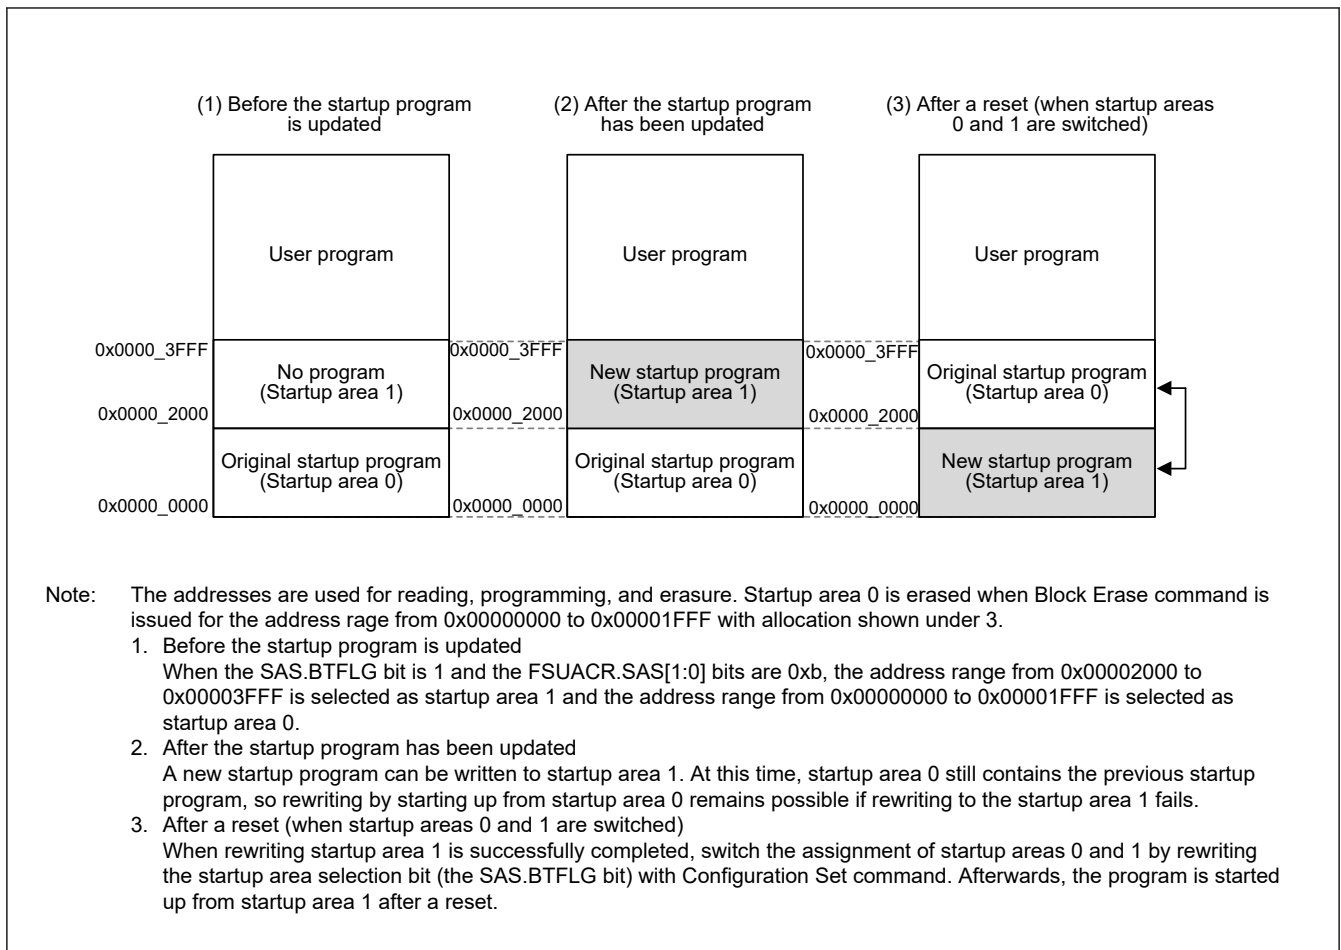 (1) Before the startup program
is updated
(2) After the startup program
has been updated
(3) After a reset (when startup areas
0 and 1 are switched)
User program
User program
User program
0x0000_3FFF
No program
(Startup area 1)
0x0000_3FFF
New startup program
(Startup area 1)
0x0000_3FFF
Original startup program
(Startup area 0)
0x0000_2000
0x0000_2000
0x0000_2000
Original startup program
(Startup area 0)
Original startup program
(Startup area 0)
New startup program
(Startup area 1)
0x0000_0000
0x0000_0000
0x0000_0000
Note: The addresses are used for reading, programming, and erasure. Startup area 0 is erased when Block Erase command is
issued for the address rage from 0x00000000 to 0x00001FFF with allocation shown under 3.
1. Before the startup program is updated
When the SAS.BTFLG bit is 1 and the FSUACR.SAS[1:0] bits are 0xb, the address range from 0x00002000 to
0x00003FFF is selected as startup area 1 and the address range from 0x00000000 to 0x00001FFF is selected as
startup area 0.
2. After the startup program has been updated
A new startup program can be written to startup area 1. At this time, startup area 0 still contains the previous startup
program, so rewriting by starting up from startup area 0 remains possible if rewriting to the startup area 1 fails.
3. After a reset (when startup areas 0 and 1 are switched)
When rewriting startup area 1 is successfully completed, switch the assignment of startup areas 0 and 1 by rewriting
the startup area selection bit (the SAS.BTFLG bit) with Configuration Set command. Afterwards, the program is started
up from startup area 1 after a reset.